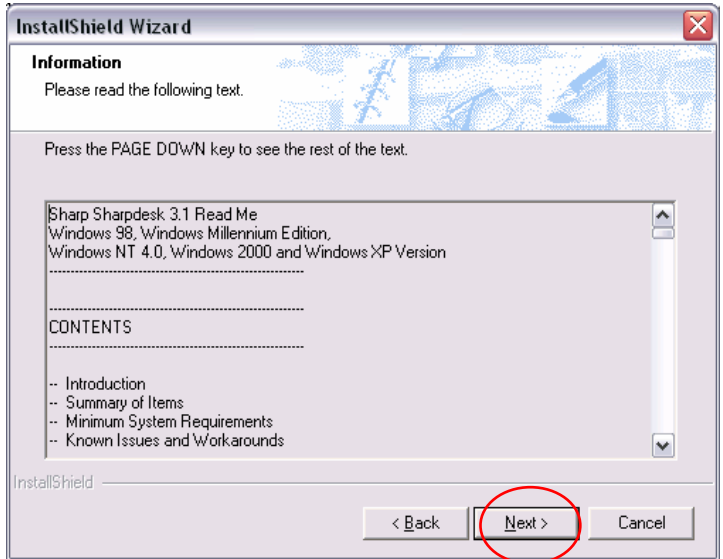 InstallShield Wizard
Information
Please read the following text.
Press the PAGE DOWN key to see the rest of the text.
Sharp Sharpdesk 3.1 Read Me
Windows 98, Windows Millennium Edition,
Windows NT 4.0, Windows 2000 and Windows XP Version
------------------------------------------------------------
------------------------------------------------------------
CONTENTS
------------------------------------------------------------
-- Introduction
-- Summary of Items
-- Minimum System Requirements
-- Known Issues and Workarounds
InstallShield
< Back Next > Cancel